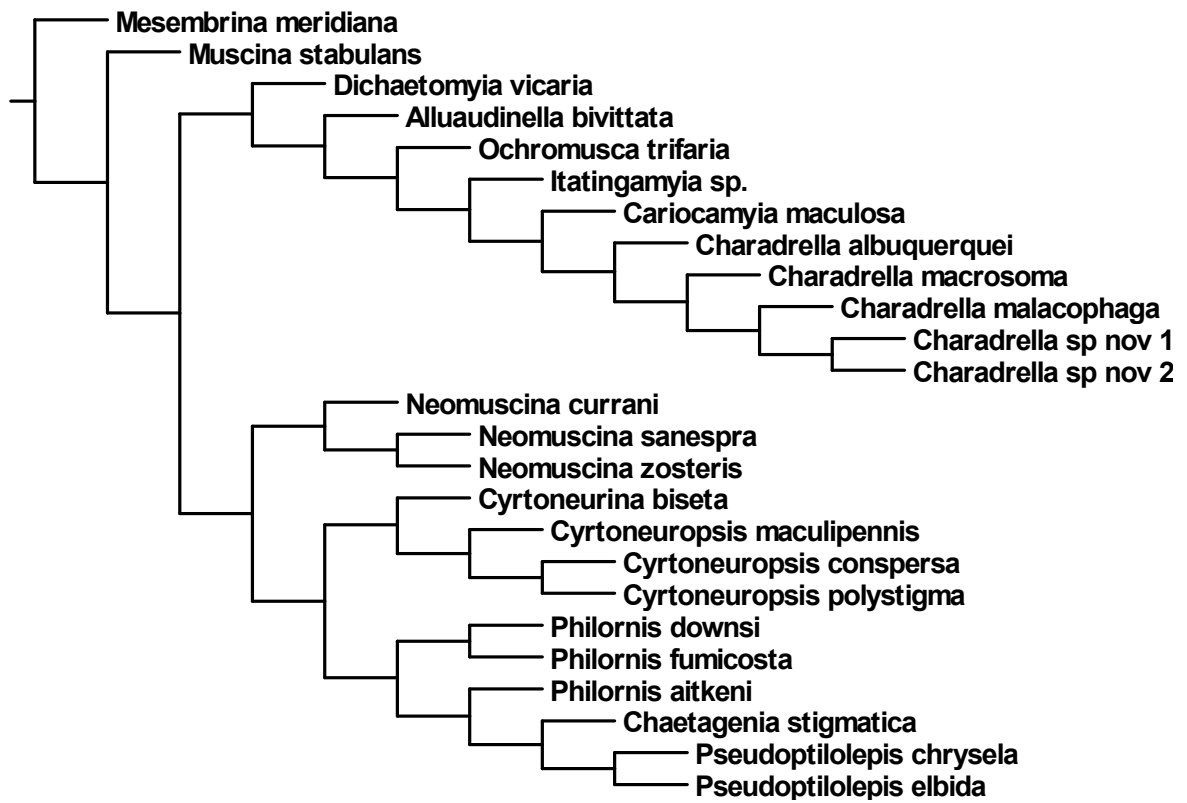 Mesembrina meridiana
Muscina stabulans
Dichaetomyia vicaria
Alluaudinella bivittata
Ochromusca trifaria
Itatingamyia sp.
Cariocamyia maculosa
Charadrella albuquerquei
Charadrella macrosoma
Charadrella malacophaga
Charadrella sp nov 1
Charadrella sp nov 2
Neomuscina currani
Neomuscina sanespra
Neomuscina zosteris
Cyrtoneurina biseta
Cyrtoneuropsis maculipennis
Cyrtoneuropsis conspersa
Cyrtoneuropsis polystigma
Philornis downsi
Philornis fumicosta
Philornis aitkeni
Chaetagenia stigmatica
Pseudoptilolepis chrysela
Pseudoptilolepis elbida